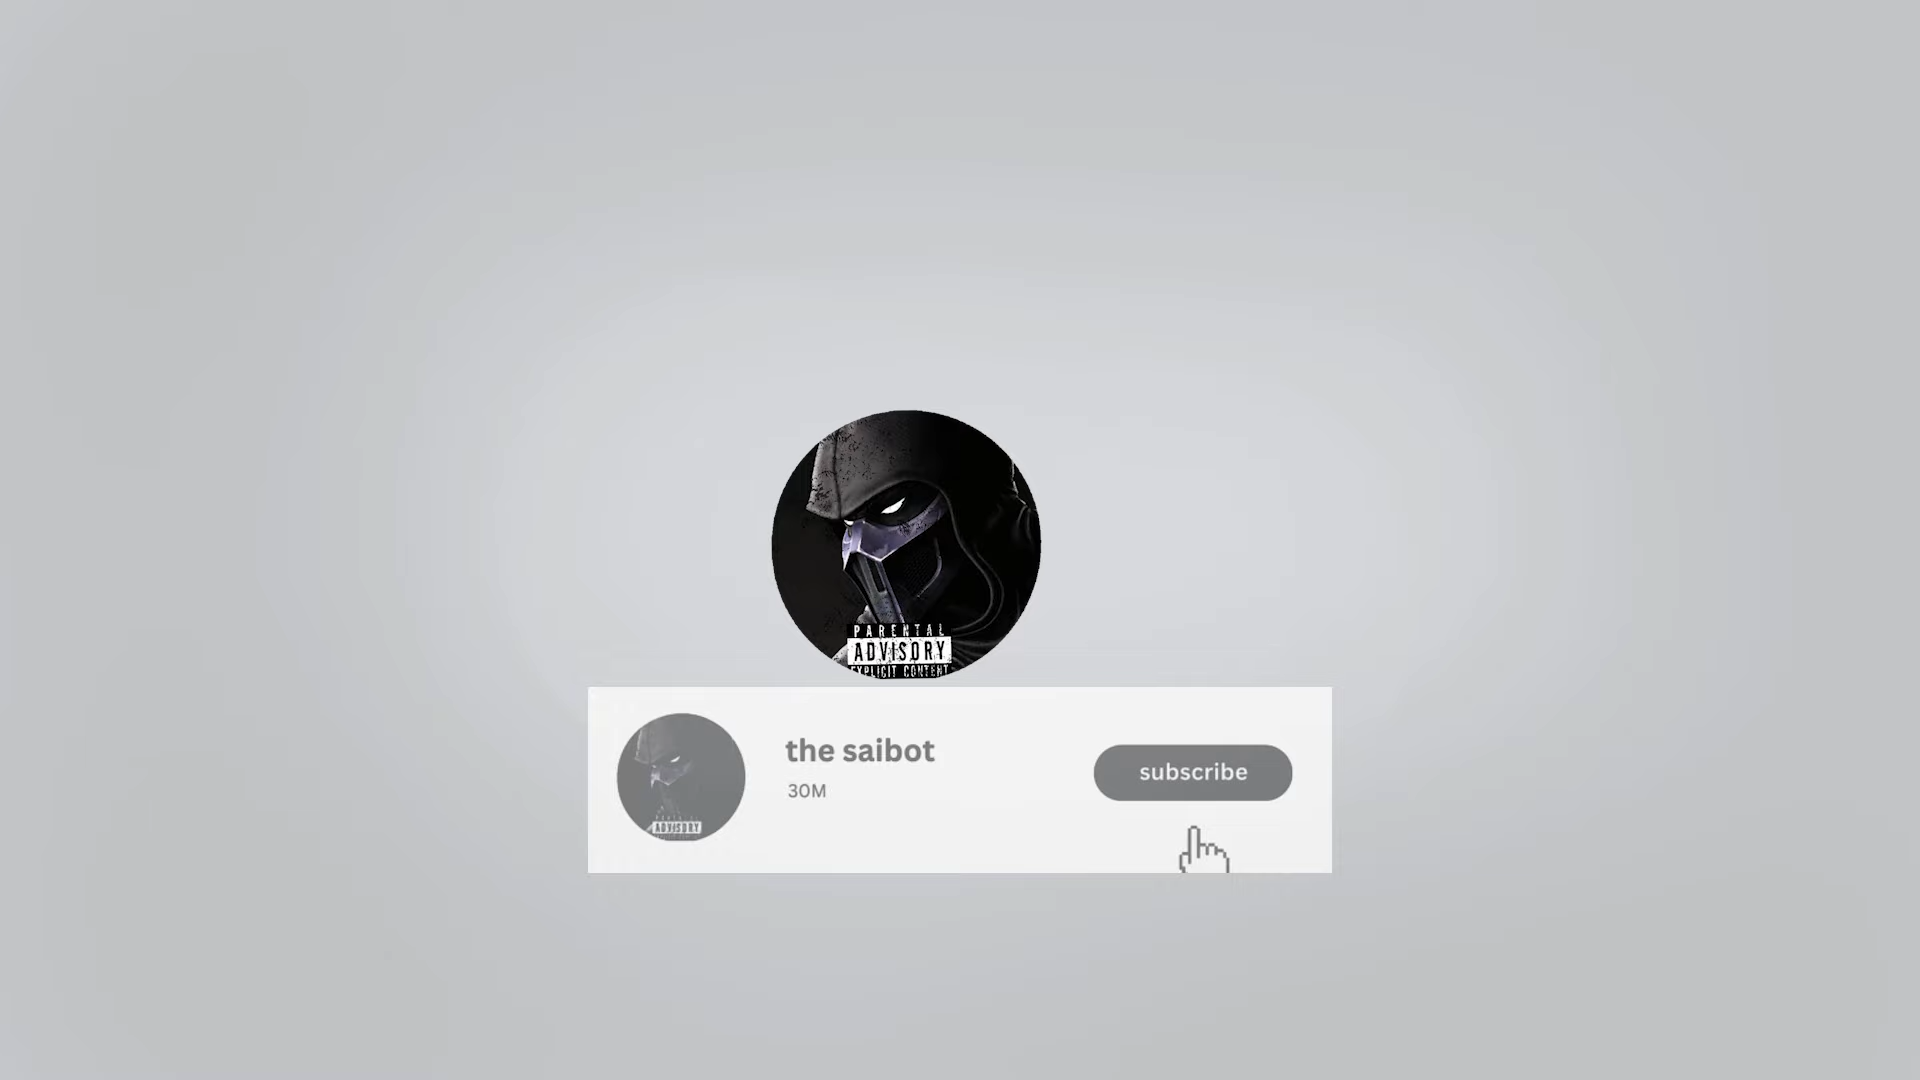 PARENTAL
ADVISORY
EXPLICIT CONTENT
the saibot
30M
subscribe
ADVISORY